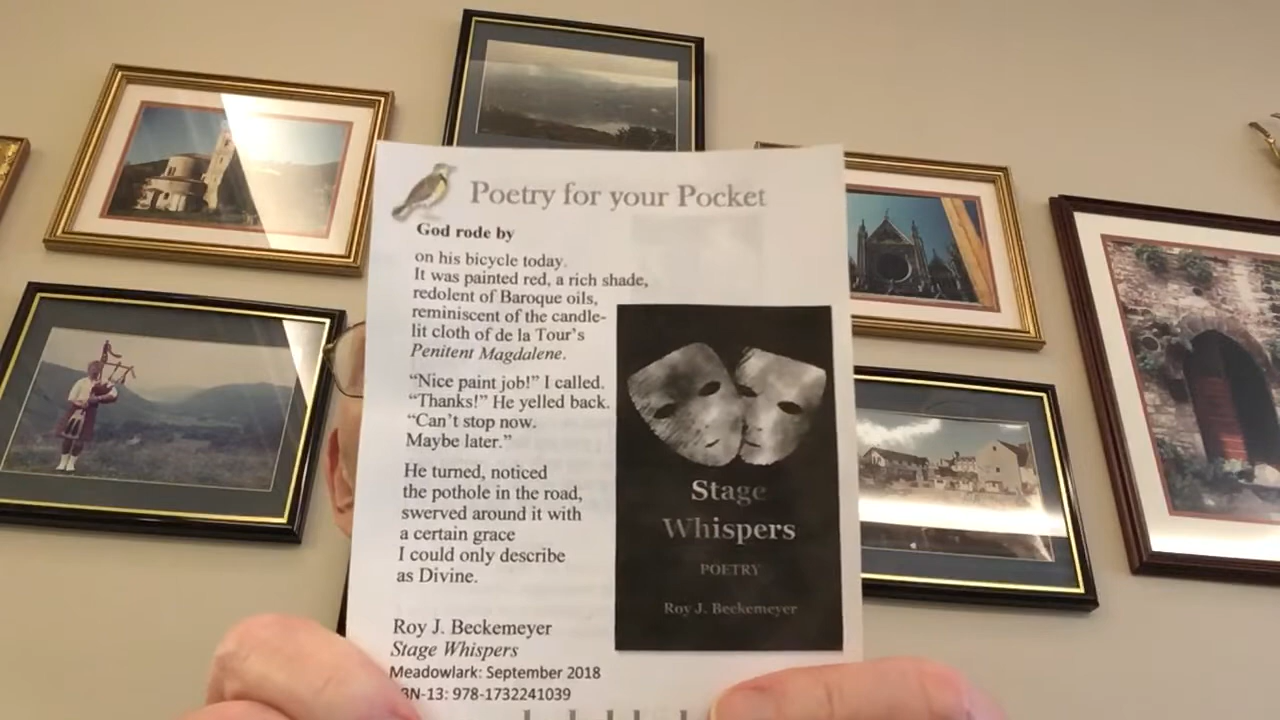 Poetry for your Pocket
God rode by
on his bicycle today.
It was painted red, a rich shade,
redolent of Baroque oils,
reminiscent of the candle-
lit cloth of de la Tour's
Penitent Magdalene.
“Nice paint job!” I called.
“Thanks!” He yelled back.
“Can’t stop now.
Maybe later.”
He turned, noticed
the pothole in the road,
swerved around it with
a certain grace
I could only describe
as Divine.
Roy J. Beckemeyer
Stage Whispers
Meadowlark: September 2018
BN-13: 978-1732241039
Stage
Whispers
POETRY
Roy J. Beckemeyer